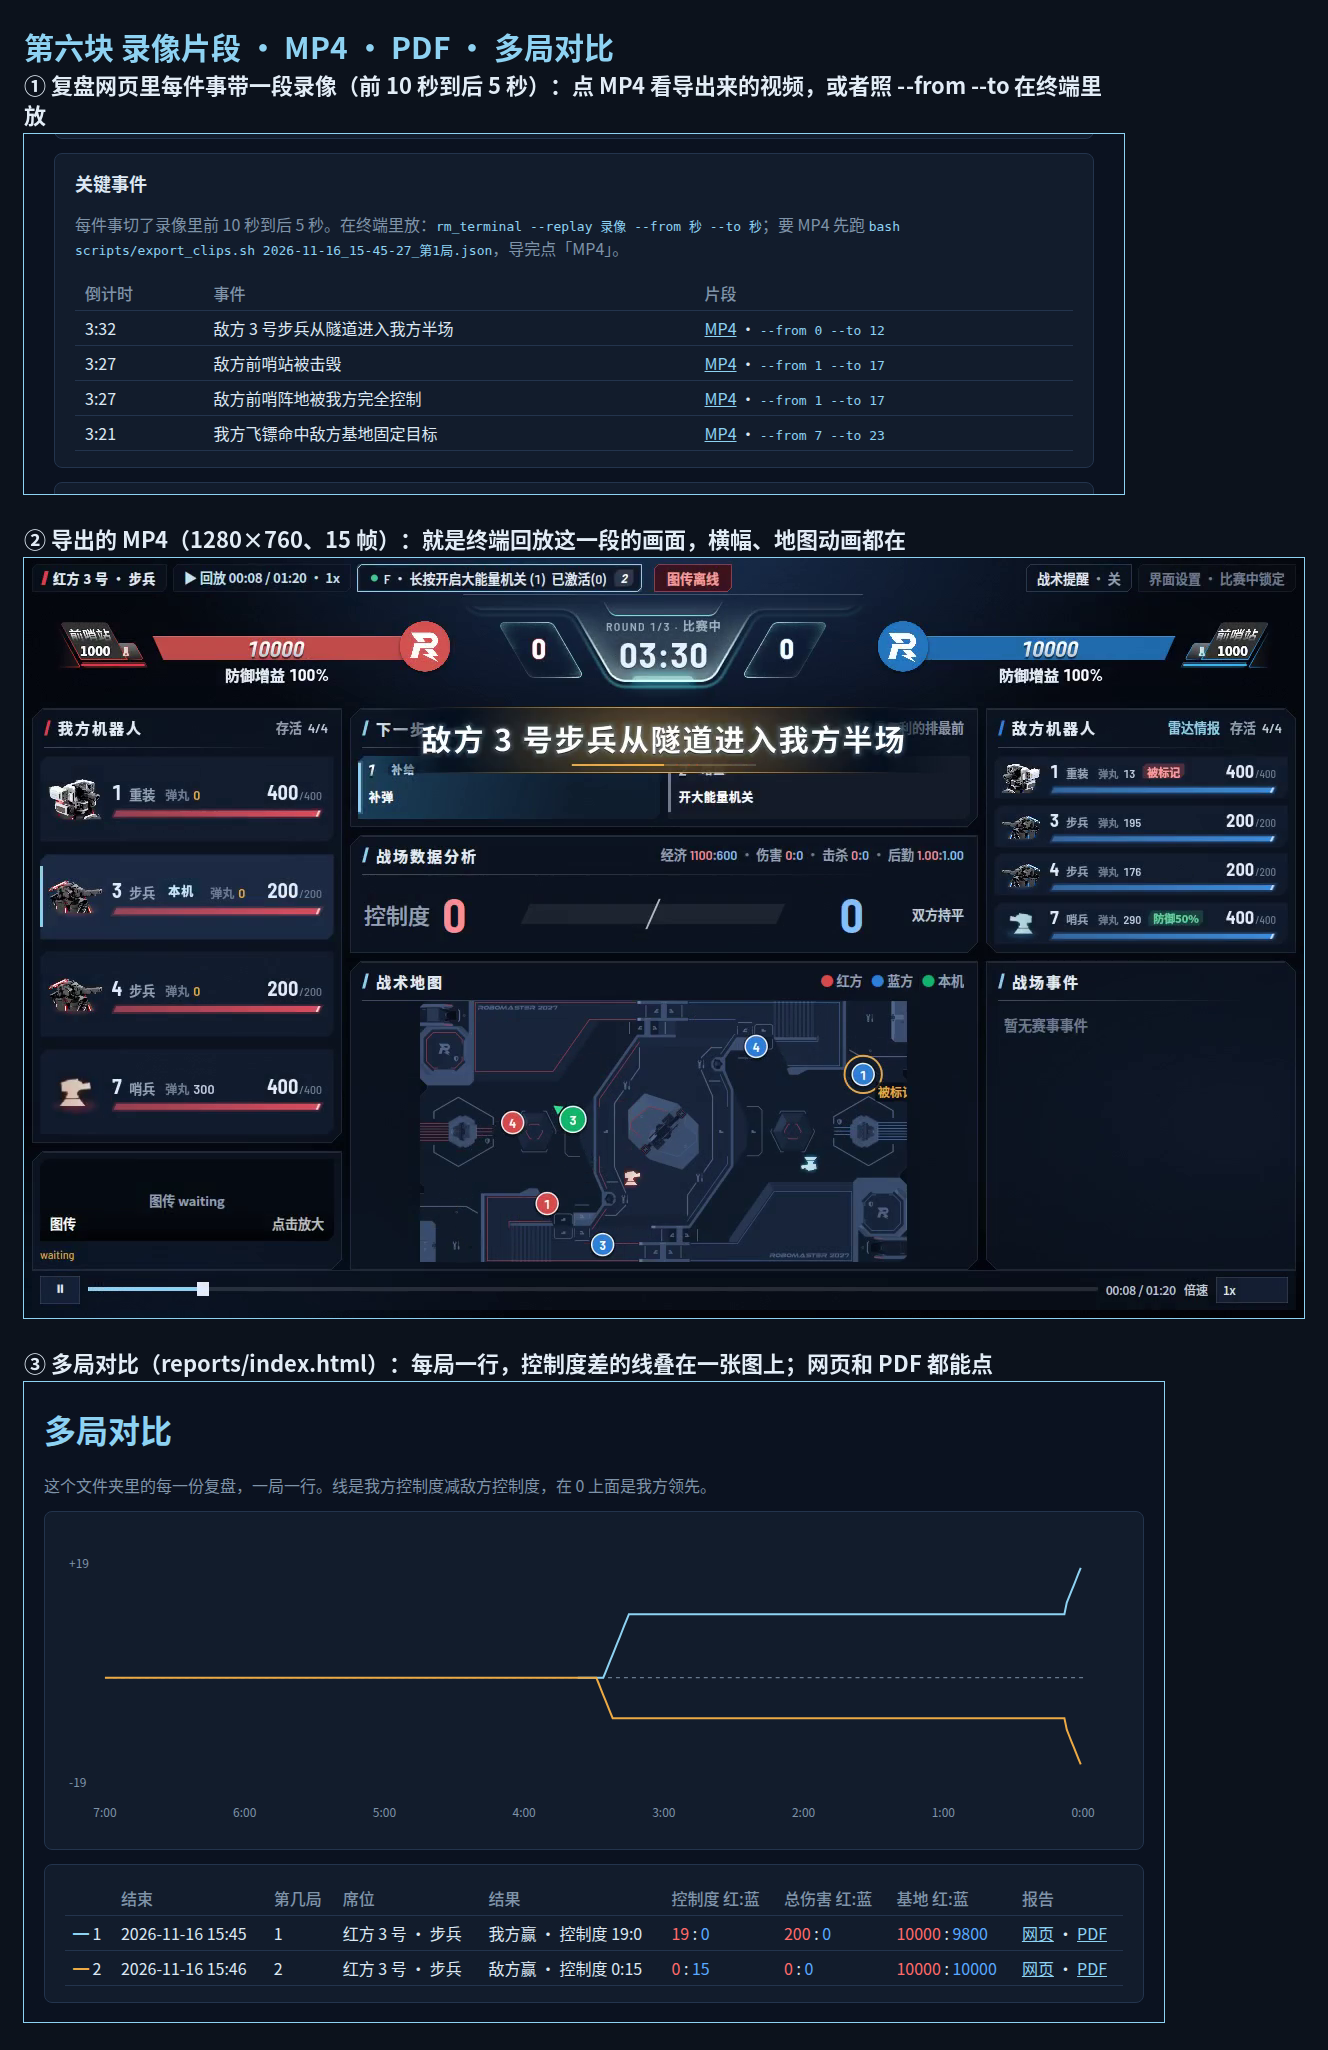 第六块 录像片段 · MP4 · PDF · 多局对比
① 复盘网页里每件事带一段录像（前 10 秒到后 5 秒）：点 MP4 看导出来的视频，或者照 --from --to 在终端里
放
关键事件
每件事切了录像里前 10 秒到后 5 秒。在终端里放：rm_terminal --replay 录像 --from 秒 --to 秒；要 MP4 先跑 bash
scripts/export_clips.sh 2026-11-16_15-45-27_第1局.json，导完点「MP4」。
倒计时 事件 片段
3:32 敌方 3 号步兵从隧道进入我方半场 MP4 · --from 0 --to 12
3:27 敌方前哨站被击毁 MP4 · --from 1 --to 17
3:27 敌方前哨阵地被我方完全控制 MP4 · --from 1 --to 17
3:21 我方飞镖命中敌方基地固定目标 MP4 · --from 7 --to 23
② 导出的 MP4（1280×760、15 帧）：就是终端回放这一段的画面，横幅、地图动画都在
红方 3 号 · 步兵 ▶ 回放 00:08 / 01:20 · 1x F · 长按开启大能量机关 (1) 已激活(0) 2 图传离线 战术提醒 · 关 界面设置 · 比赛中锁定
ROUND 1/3 · 比赛中
前哨站 1000 10000 0 03:30 0 10000 前哨站 1000
防御增益 100% 防御增益 100%
我方机器人 存活 4/4
1 重装 弹丸 0 400/400
3 步兵 本机 弹丸 0 200/200
4 步兵 弹丸 0 200/200
7 哨兵 弹丸 300 400/400
图传 waiting
图传 点击放大
waiting
下一步 利的排最前
敌方 3 号步兵从隧道进入我方半场
1 补给 2
补弹 开大能量机关
战场数据分析 经济 1100:600 · 伤害 0:0 · 击杀 0:0 · 后勤 1.00:1.00
控制度 0 0 双方持平
战术地图 红方 蓝方 本机
ROBOMASTER 2027
R
4
1
被标记
4
3
1
3
R
ROBOMASTER 2027
敌方机器人 雷达情报 存活 4/4
1 重装 弹丸 13 被标记 400/400
3 步兵 弹丸 195 200/200
4 步兵 弹丸 176 200/200
7 哨兵 弹丸 290 防御50% 400/400
战场事件
暂无赛事事件
00:08 / 01:20 倍速 1x
③ 多局对比（reports/index.html）：每局一行，控制度差的线叠在一张图上；网页和 PDF 都能点
多局对比
这个文件夹里的每一份复盘，一局一行。线是我方控制度减敌方控制度，在 0 上面是我方领先。
+19
-19
7:00 6:00 5:00 4:00 3:00 2:00 1:00 0:00
结束 第几局 席位 结果 控制度 红:蓝 总伤害 红:蓝 基地 红:蓝 报告
1 2026-11-16 15:45 1 红方 3 号 · 步兵 我方赢 · 控制度 19:0 19 : 0 200 : 0 10000 : 9800 网页 · PDF
2 2026-11-16 15:46 2 红方 3 号 · 步兵 敌方赢 · 控制度 0:15 0 : 15 0 : 0 10000 : 10000 网页 · PDF